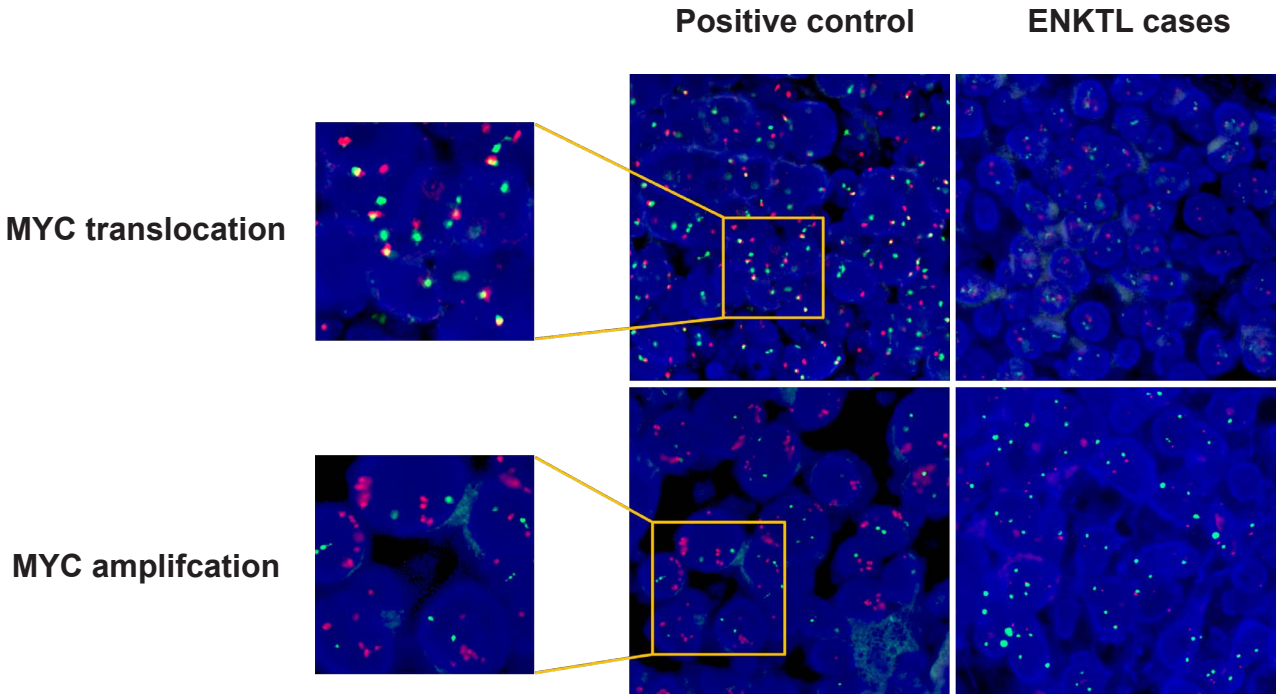 Positive control
ENKTL cases
MYC translocation
MYC amplifcation